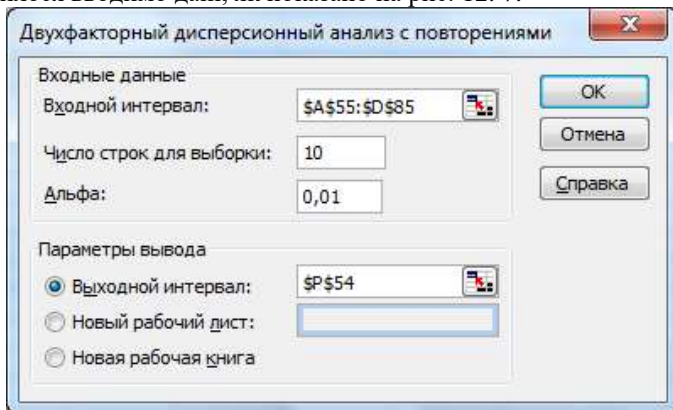 Двухфакторный дисперсионный анализ с повторениями
Входные данные
Входной интервал: $A$55:$D$85
Число строк для выборки: 10
Альфа: 0,01
OK
Отмена
Справка
Параметры вывода
Выходной интервал: $P$54
Новый рабочий лист:
Новая рабочая книга